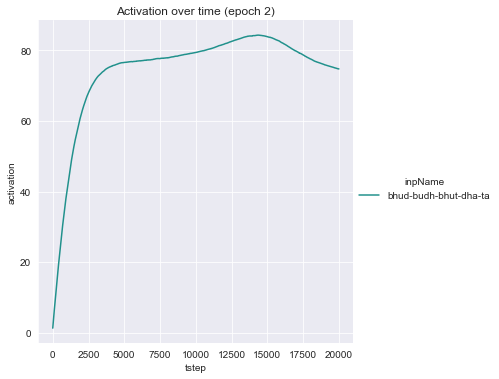 Activation over time (epoch 2)
80
60
40
20
0
activation
0 2500 5000 7500 10000 12500 15000 17500 20000
tstep
inpName
bhud-budh-bhut-dha-ta